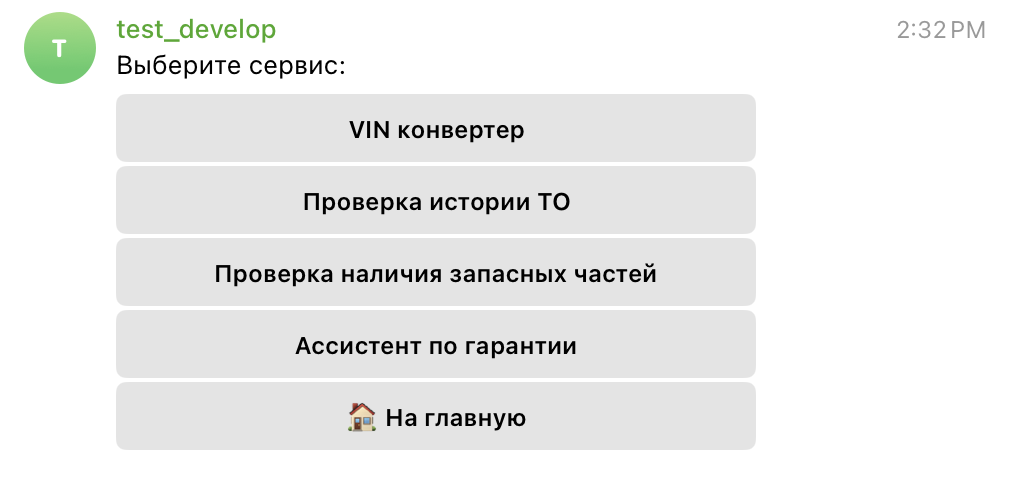 T
test_develop
2:32 PM
Выберите сервис:
VIN конвертер
Проверка истории ТО
Проверка наличия запасных частей
Ассистент по гарантии
🏠 На главную